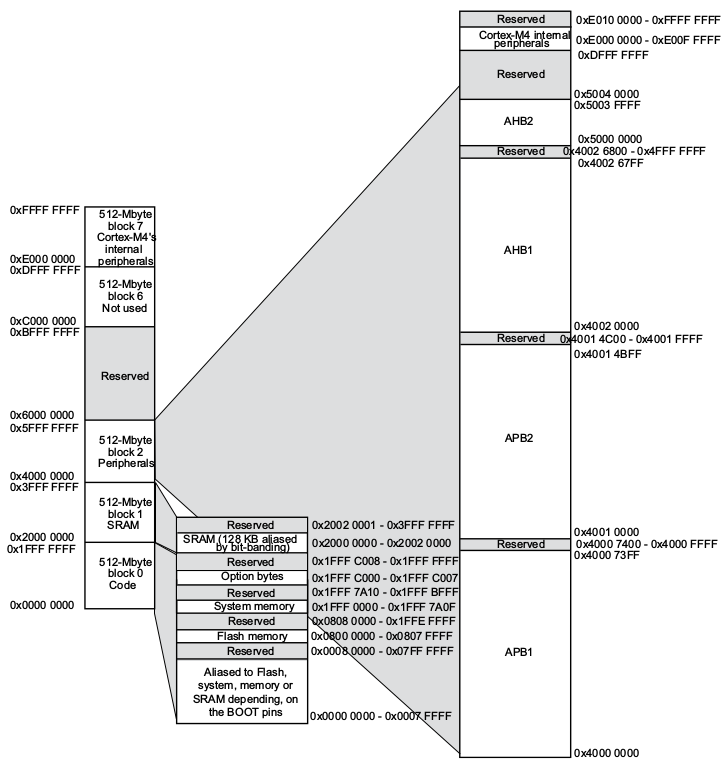 Reserved 0xE010 0000 - 0xFFFF FFFF
Cortex-M4 internal
peripherals
0xE000 0000 - 0xE00F FFFF
0xDFFF FFFF
Reserved
0x5004 0000
0x5003 FFFF
AHB2
0x5000 0000
Reserved 0x4002 6800 - 0x4FFF FFFF
0x4002 67FF
AHB1
0x4002 0000
Reserved 0x4001 4C00 - 0x4001 FFFF
0x4001 4BFF
APB2
0x4001 0000
Reserved 0x4000 7400 - 0x4000 FFFF
0x4000 73FF
APB1
0x4000 0000
0xFFFF FFFF
512-Mbyte
block 7
Cortex-M4's
internal
peripherals
0xE000 0000
0xDFFF FFFF
512-Mbyte
block 6
Not used
0xC000 0000
0xBFFF FFFF
Reserved
0x6000 0000
0x5FFF FFFF
512-Mbyte
block 2
Peripherals
0x4000 0000
0x3FFF FFFF
512-Mbyte
block 1
SRAM
0x2000 0000
0x1FFF FFFF
512-Mbyte
block 0
Code
0x0000 0000
Reserved 0x2002 0001 - 0x3FFF FFFF
SRAM (128 KB aliased
by bit-banding)
0x2000 0000 - 0x2002 0000
Reserved 0x1FFF C008 - 0x1FFF FFFF
Option bytes 0x1FFF C000 - 0x1FFF C007
Reserved 0x1FFF 7A10 - 0x1FFF BFFF
System memory 0x1FFF 0000 - 0x1FFF 7A0F
Reserved 0x0808 0000 - 0x1FFE FFFF
Flash memory 0x0800 0000 - 0x0807 FFFF
Reserved 0x0008 0000 - 0x07FF FFFF
Aliased to Flash,
system, memory or
SRAM depending, on
the BOOT pins
0x0000 0000 - 0x0007 FFFF